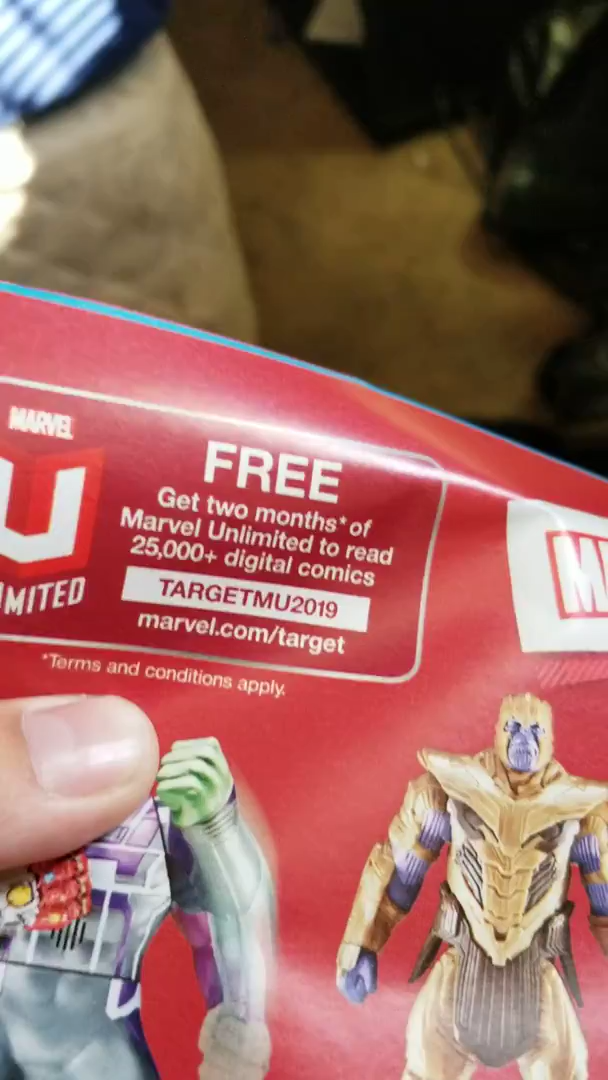 MARVEL
U
FREE
Get two months* of
Marvel Unlimited to read
25,000+ digital comics
TARGETMU2019
marvel.com/target
*Terms and conditions apply.